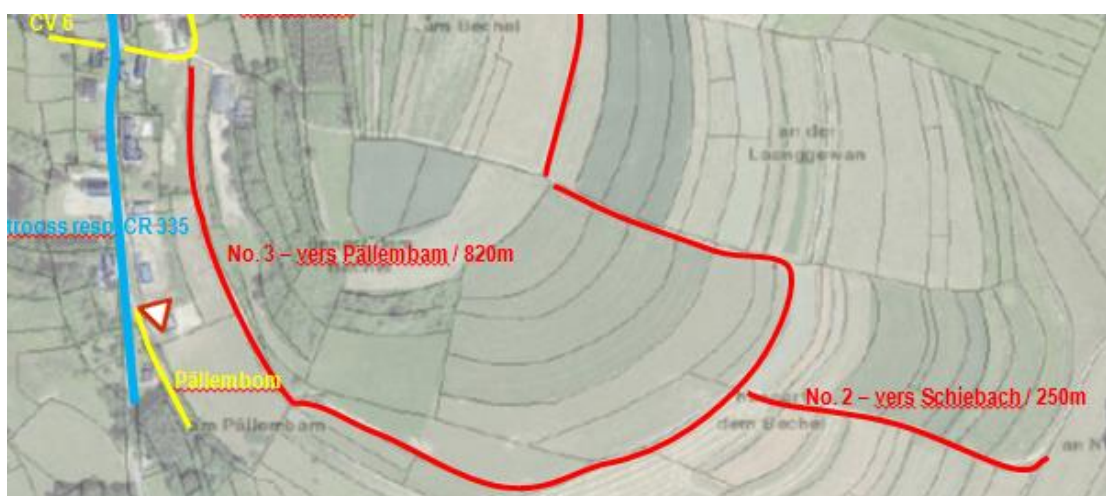 CV 6
am Bechel
an der
Laanggewan
trooss resp. CR 335
No. 3 – vers Pällembam / 820m
Pällembom
am Pällembam
No. 2 – vers Schiebach / 250m
dem Bechel
an N